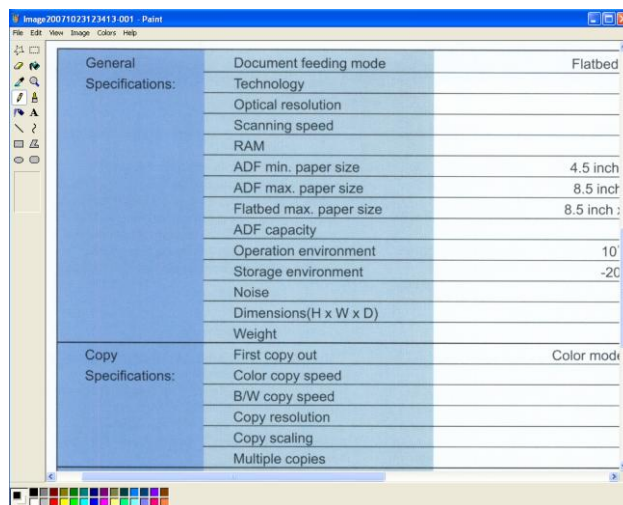 Image20071023123413-001 - Paint
File Edit View Image Colors Help
General Document feeding mode Flatbed
Specifications: Technology
Optical resolution
Scanning speed
RAM
ADF min. paper size 4.5 inch
ADF max. paper size 8.5 inch
Flatbed max. paper size 8.5 inch
ADF capacity
Operation environment 10
Storage environment -20
Noise
Dimensions(H x W x D)
Weight
Copy First copy out Color mode
Specifications: Color copy speed
B/W copy speed
Copy resolution
Copy scaling
Multiple copies